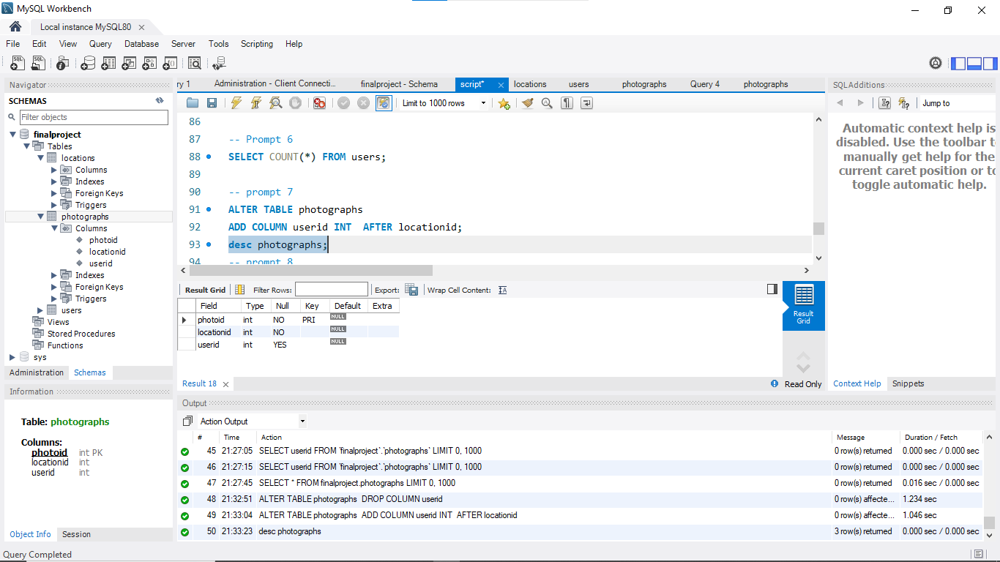 MySQL Workbench
Local instance MySQL80
File Edit View Query Database Server Tools Scripting Help
Navigator
SCHEMAS
Filter objects
finalproject
Tables
locations
Columns
Indexes
Foreign Keys
Triggers
photographs
Columns
photoid
locationid
userid
Indexes
Foreign Keys
Triggers
users
Views
Stored Procedures
Functions
sys
Administration Schemas
Information
Table: photographs
Columns:
photoid int PK
locationid int
userid int
Object Info Session
ry 1 Administration - Client Connecti... finalproject - Schema script* locations users photographs Query 4 photographs
Limit to 1000 rows
86
87 -- Prompt 6
88 SELECT COUNT(*) FROM users;
89
90 -- prompt 7
91 ALTER TABLE photographs
92 ADD COLUMN userid INT AFTER locationid;
93 desc photographs;
94 -- prompt 8
Result Grid Filter Rows: Export: Wrap Cell Content:
Field Type Null Key Default Extra
photoid int NO PRI NULL
locationid int NO NULL
userid int YES NULL
Result Grid
Result 18 Read Only
Output
Action Output
# Time Action Message Duration / Fetch
45 21:27:05 SELECT userid FROM `finalproject`.`photographs` LIMIT 0, 1000 0 row(s) returned 0.000 sec / 0.000 sec
46 21:27:15 SELECT userid FROM `finalproject`.`photographs` LIMIT 0, 1000 0 row(s) returned 0.000 sec / 0.000 sec
47 21:27:45 SELECT * FROM finalproject.photographs LIMIT 0, 1000 0 row(s) returned 0.016 sec / 0.000 sec
48 21:32:51 ALTER TABLE photographs DROP COLUMN userid 0 row(s) affecte... 1.234 sec
49 21:33:04 ALTER TABLE photographs ADD COLUMN userid INT AFTER locationid 0 row(s) affecte... 1.046 sec
50 21:33:23 desc photographs 3 row(s) returned 0.000 sec / 0.000 sec
SQLAdditions
Jump to
Automatic context help is
disabled. Use the toolbar t
manually get help for the
current caret position or to
toggle automatic help.
Context Help Snippets
Query Completed